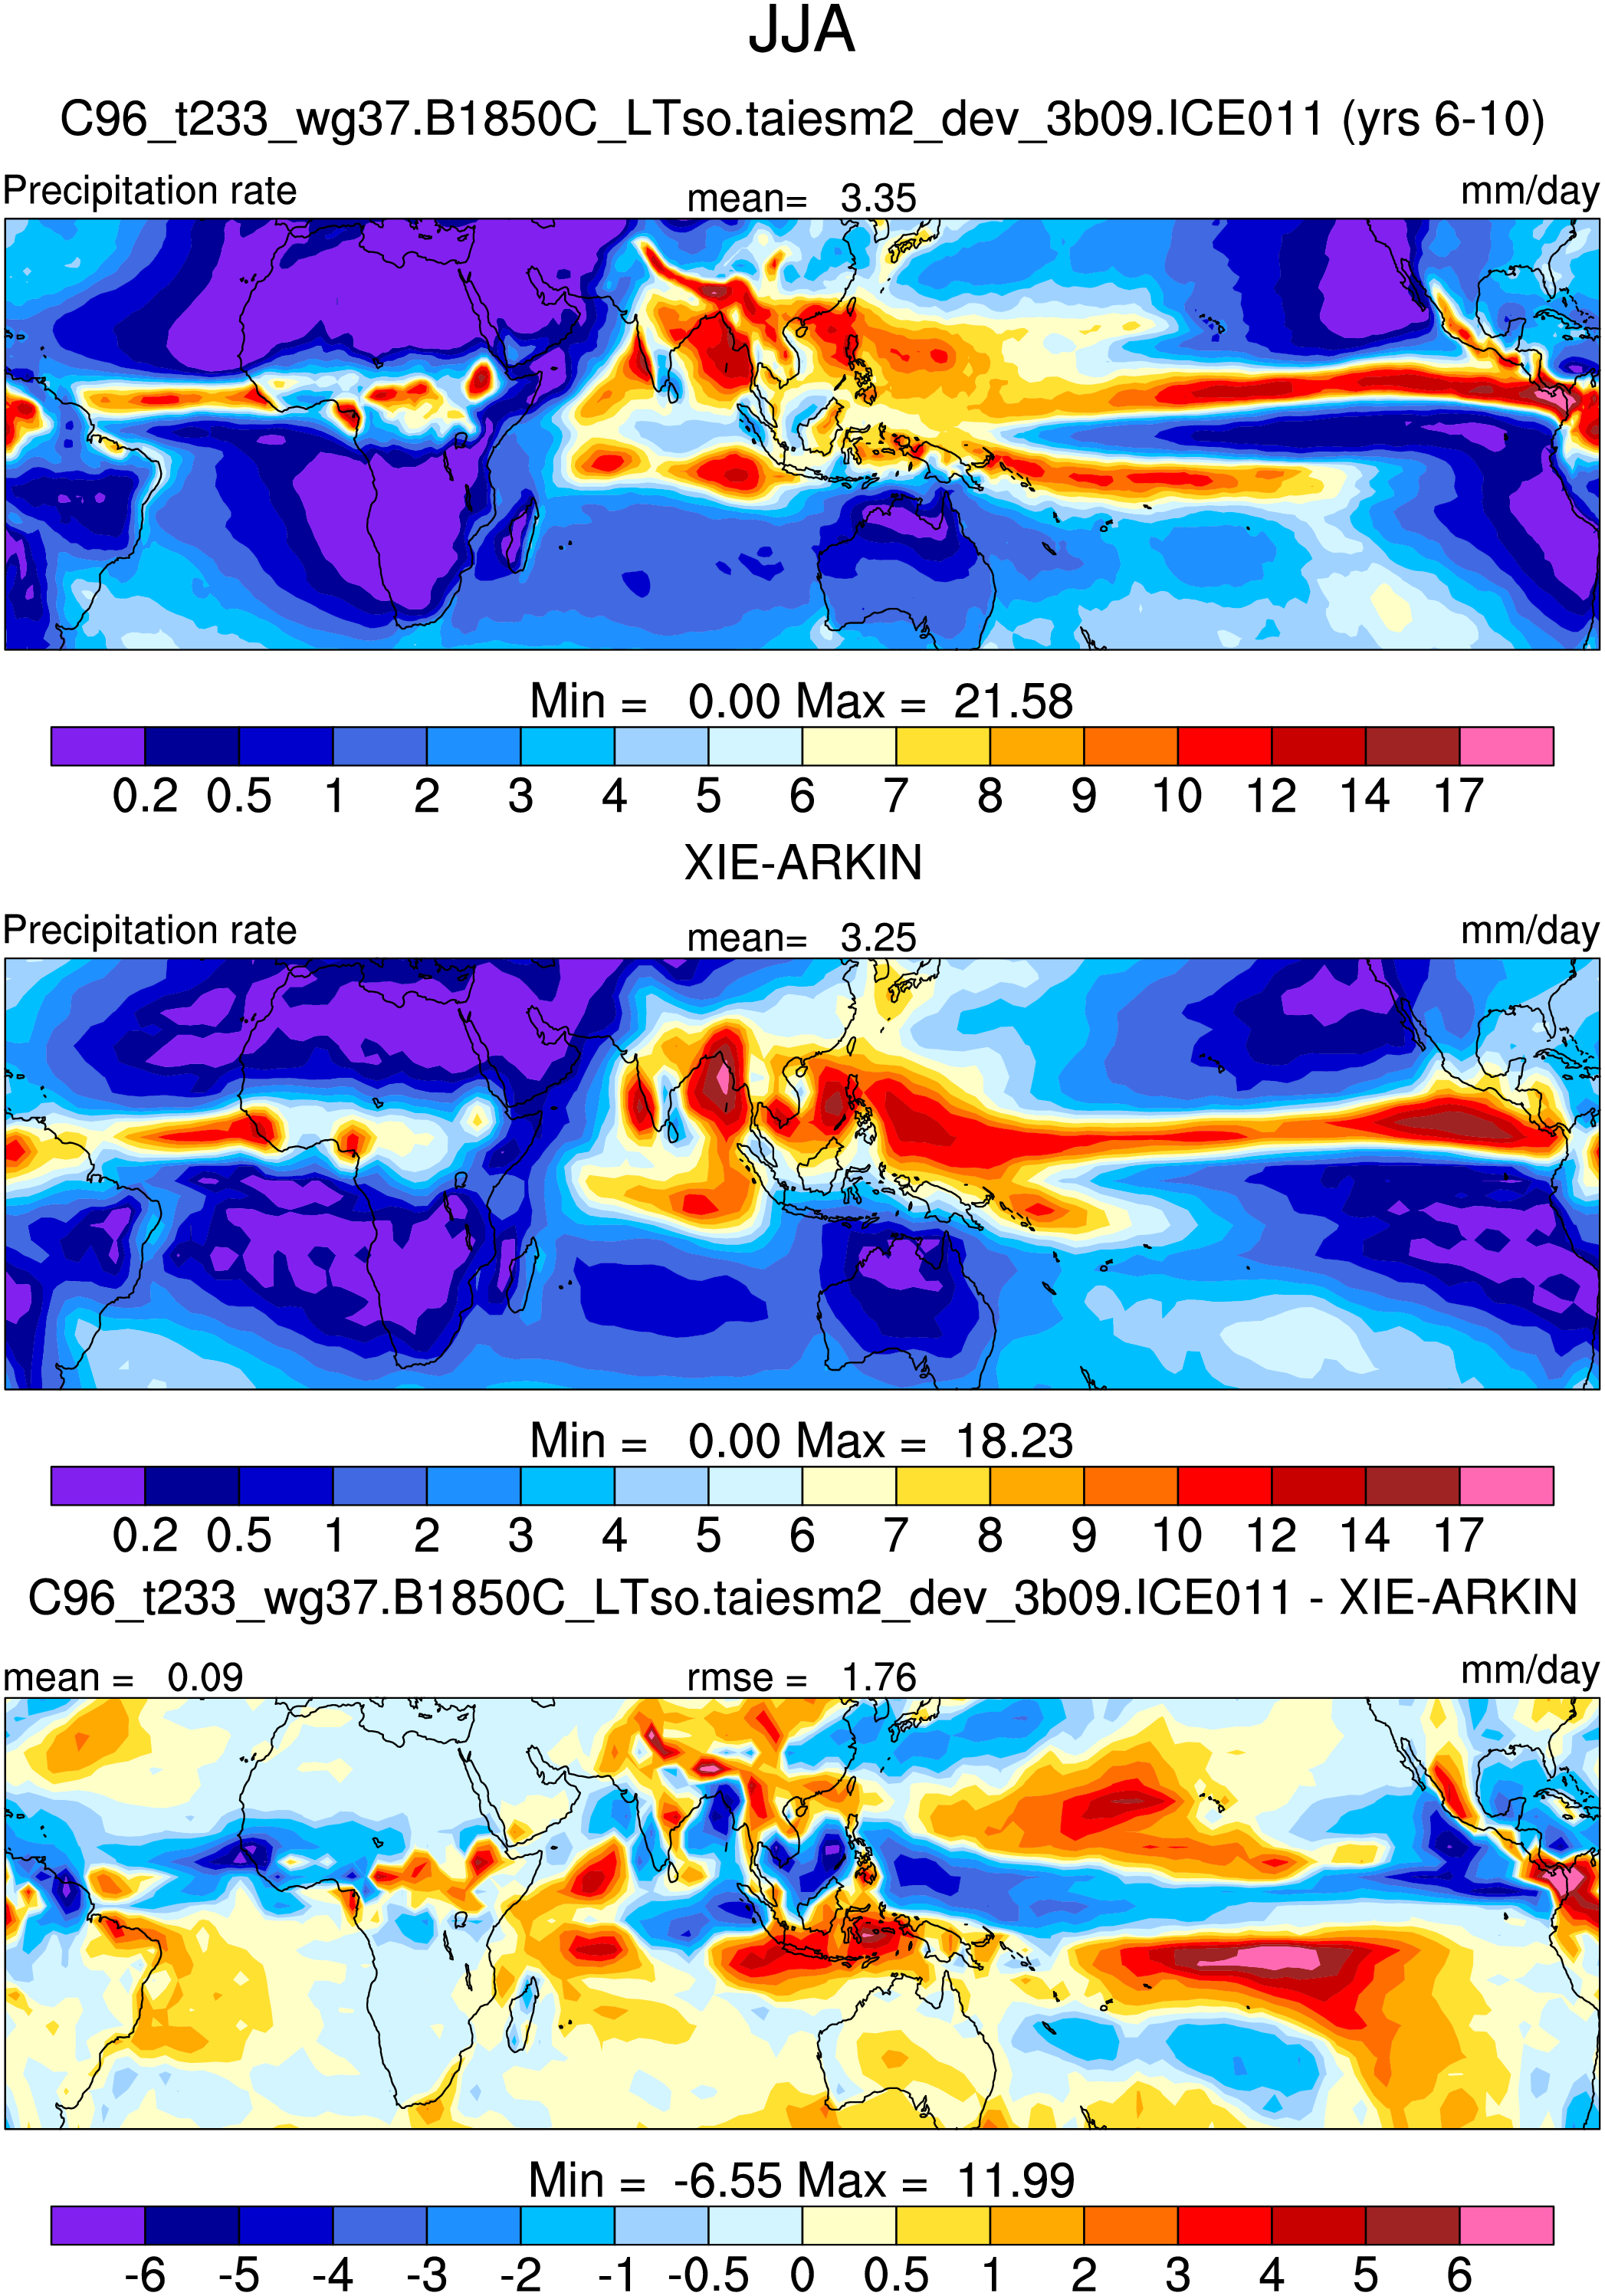 JJA
C96_t233_wg37.B1850C_LTso.taiesm2_dev_3b09.ICE011 (yrs 6-10)
Precipitation rate mean= 3.35 mm/day
Min = 0.00 Max = 21.58
0.2 0.5 1 2 3 4 5 6 7 8 9 10 12 14 17
XIE-ARKIN
Precipitation rate mean= 3.25 mm/day
Min = 0.00 Max = 18.23
0.2 0.5 1 2 3 4 5 6 7 8 9 10 12 14 17
C96_t233_wg37.B1850C_LTso.taiesm2_dev_3b09.ICE011 - XIE-ARKIN
mean = 0.09 rmse = 1.76 mm/day
Min = -6.55 Max = 11.99
-6 -5 -4 -3 -2 -1 -0.5 0 0.5 1 2 3 4 5 6